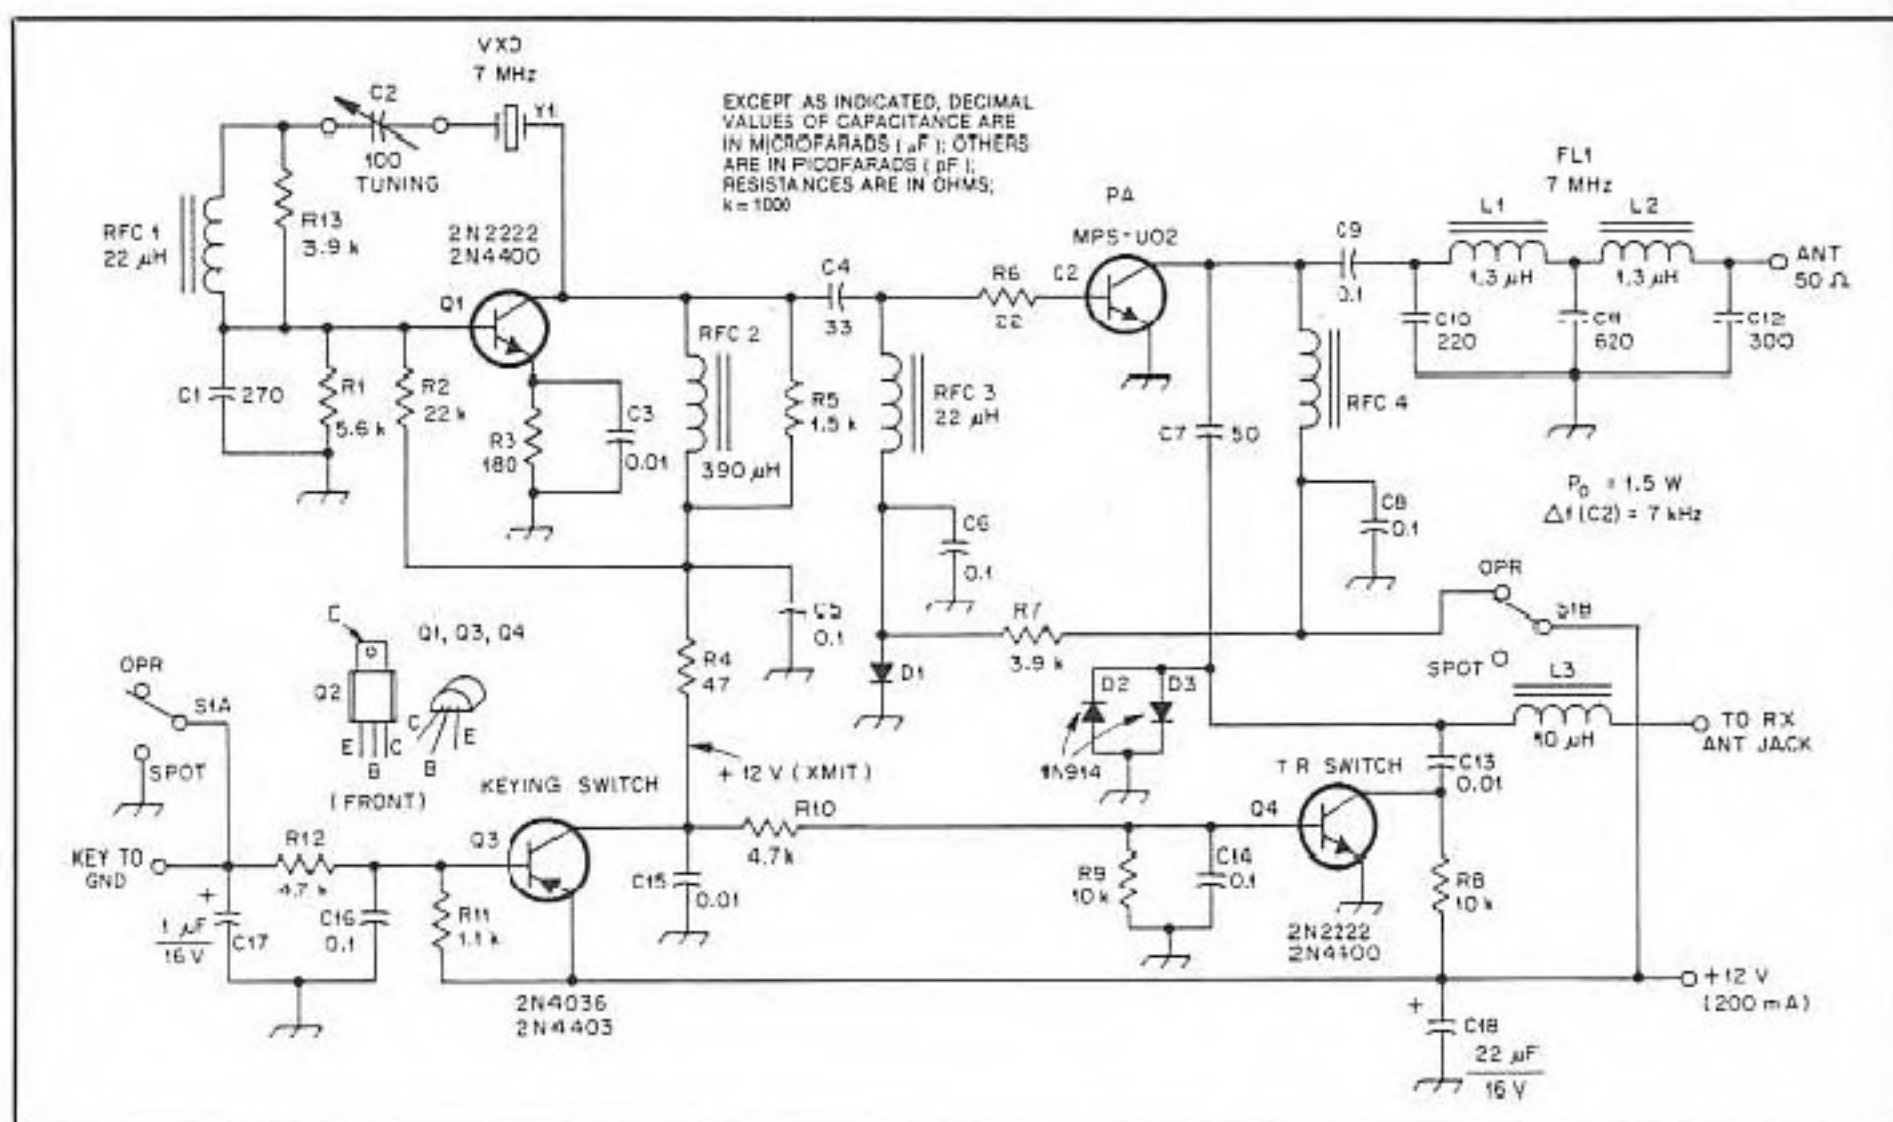 VXO
7 MHz
C2
Y1
100
TUNING
EXCEPT AS INDICATED, DECIMAL
VALUES OF CAPACITANCE ARE
IN MICROFARADS ( µF ); OTHERS
ARE IN PICOFARADS ( pF );
RESISTANCES ARE IN OHMS;
k = 1000
RFC 1
22 µH
R13
3.9 k
2N2222
2N4400
Q1
C1
270
R1
5.6 k
R2
22 k
R3
180
C3
0.01
RFC 2
390 µH
R5
1.5 k
C4
33
RFC 3
22 µH
R6
22
C2
PA
MPS-U02
C9
0.1
FL1
7 MHz
L1
1.3 µH
L2
1.3 µH
ANT
50 Ω
C10
220
C11
620
C12
300
RFC 4
C7
50
C8
0.1
P₀ = 1.5 W
Δf (C2) = 7 kHz
C6
0.1
C5
0.1
R4
47
R7
3.9 k
D1
D2
D3
1N914
OPR
S1B
SPOT
L3
10 µH
TO RX
ANT JACK
C13
0.01
OPR
S1A
SPOT
C
Q1, Q3, Q4
Q2
E
B
C
C
B
E
(FRONT)
KEYING SWITCH
+ 12 V ( XMIT )
T R SWITCH
KEY TO
GND
R12
4.7 k
+
1 µF
16 V
C17
C16
0.1
R11
1.1 k
Q3
2N4036
2N4403
C15
0.01
R10
4.7 k
R9
10 k
C14
0.1
Q4
2N2222
2N4400
R8
10 k
+12 V
(200 mA)
+
C18
22 µF
16 V